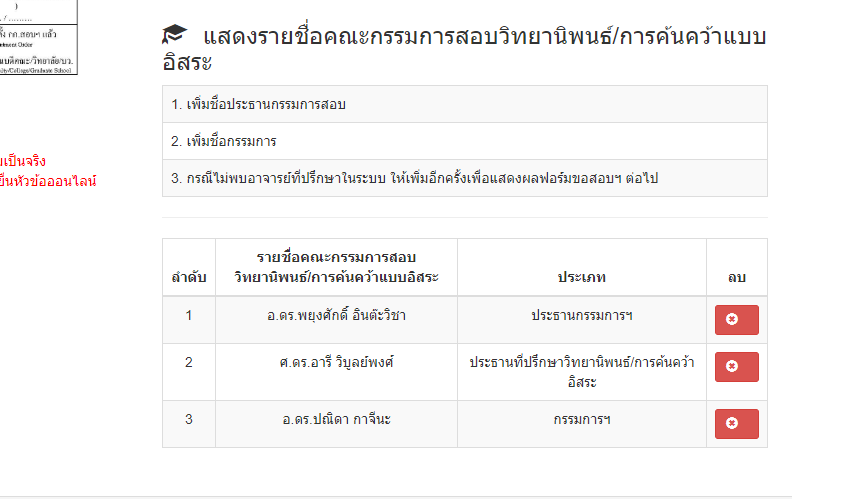 )
/ .........
กก.สอบฯ แล้ว
ntment Order
แบดีคณะ/วิทยาลัย/บว.
lty/College/Graduate School
เป็นจริง
ยื่นหัวข้อออนไลน์
แสดงรายชื่อคณะกรรมการสอบวิทยานิพนธ์/การค้นคว้าแบบ
อิสระ
1. เพิ่มชื่อประธานกรรมการสอบ
2. เพิ่มชื่อกรรมการ
3. กรณีไม่พบอาจารย์ที่ปรึกษาในระบบ ให้เพิ่มอีกครั้งเพื่อแสดงผลฟอร์มขอสอบฯ ต่อไป
ลำดับ
รายชื่อคณะกรรมการสอบ
วิทยานิพนธ์/การค้นคว้าแบบอิสระ
ประเภท
ลบ
1 อ.ดร.พยุงศักดิ์ อินต๊ะวิชา ประธานกรรมการฯ
2 ศ.ดร.อารี วิบูลย์พงศ์ ประธานที่ปรึกษาวิทยานิพนธ์/การค้นคว้า
อิสระ
3 อ.ดร.ปณิดา กาจีนะ กรรมการฯ